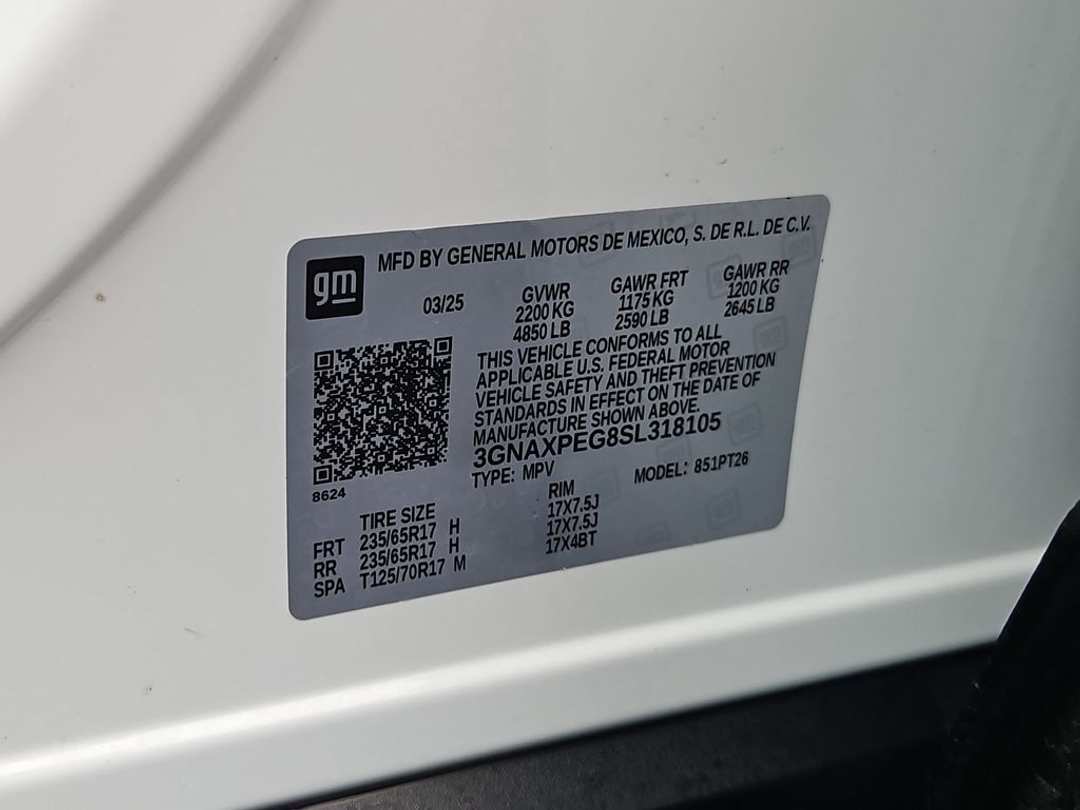 gm
MFD BY GENERAL MOTORS DE MEXICO, S. DE R.L. DE C.V.
03/25
GVWR
2200 KG
4850 LB
GAWR FRT
1175 KG
2590 LB
GAWR RR
1200 KG
2645 LB
THIS VEHICLE CONFORMS TO ALL
APPLICABLE U.S. FEDERAL MOTOR
VEHICLE SAFETY AND THEFT PREVENTION
STANDARDS IN EFFECT ON THE DATE OF
MANUFACTURE SHOWN ABOVE.
3GNAXPEG8SL318105
TYPE: MPV MODEL: 851PT26
8624
TIRE SIZE RIM
FRT 235/65R17 H 17X7.5J
RR 235/65R17 H 17X7.5J
SPA T125/70R17 M 17X4BT